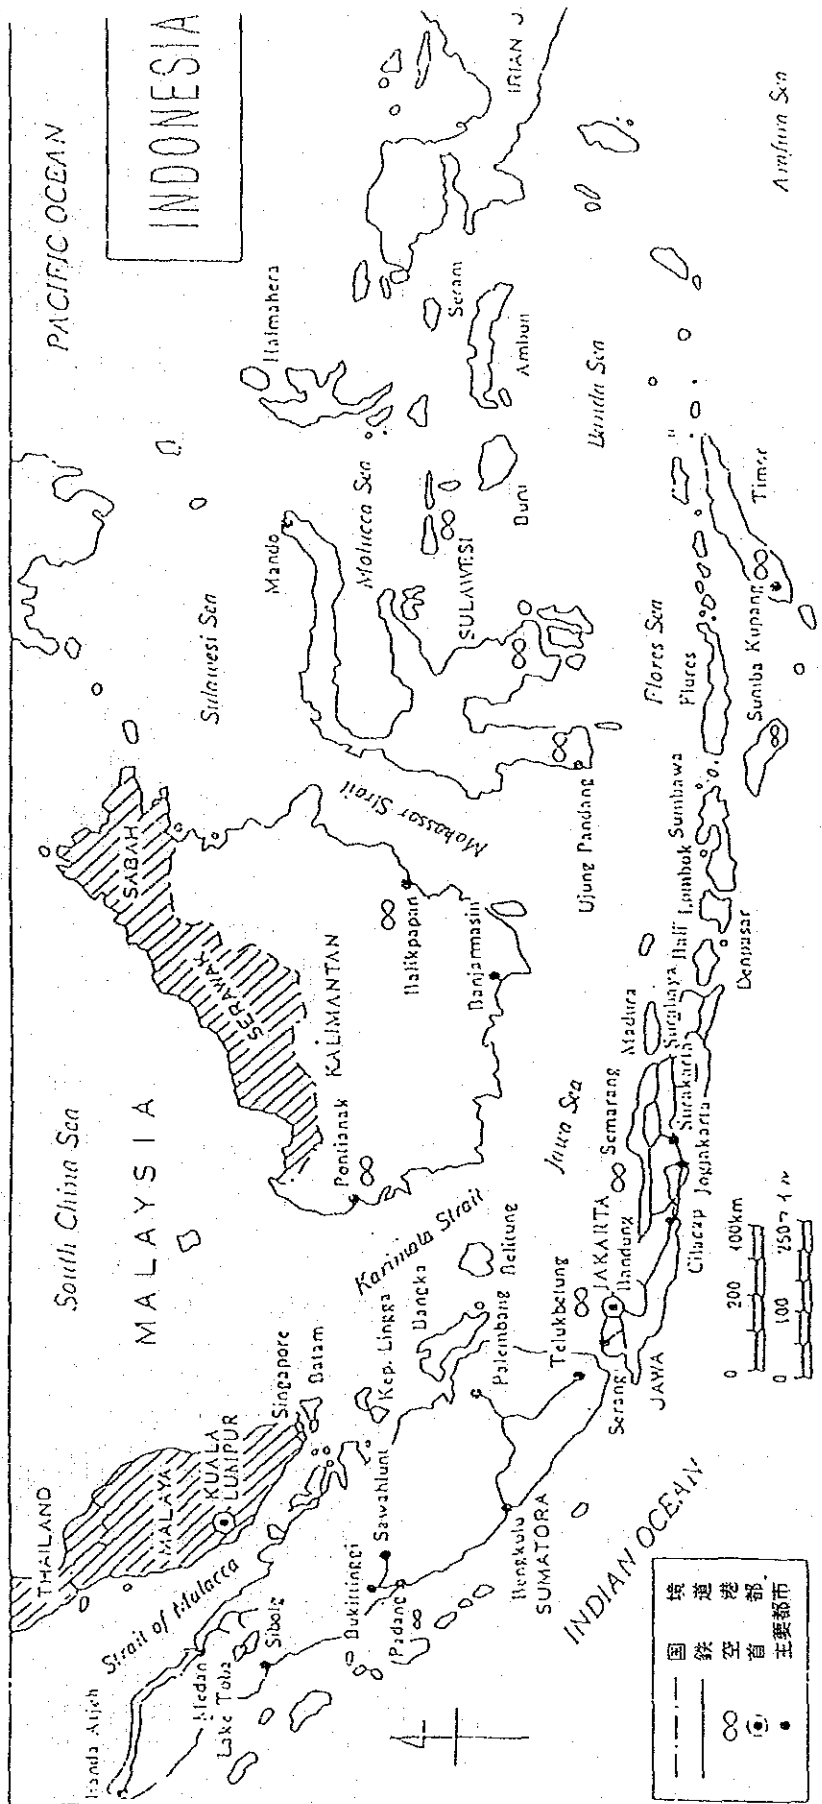 INDONESIA
PACIFIC OCEAN
South China Sea
MALAYSIA
THAILAND
MALAYA
KUALA
LUMPUR
Singapore
Batam
Strait of Malacca
Medan
Lake Toba
Sibolg
Bukittinggi
Sawahluni
Padang
Kep. Lingga
Bangka
Belitung
Palembang
Bengkulu
SUMATORA
Telukbetung
Karimata Strait
SABAH
SERAWAK
KALIMANTAN
Pontianak
Balikpapan
Banjarmasin
Makassar Strait
Sulawesi Sea
Mando
Molucca Sea
SULAWESI
Ujung Pandang
Halmahera
Seram
Ambon
Buru
IRIAN J.
Banda Sea
Java Sea
Flores Sea
JAKARTA
Bandung
Serang
JAWA
Semarang
Cilacap
Jogjakarta
Surakarta
Surabaya
Madura
Bali
Denpasar
Lombok
Sumbawa
Flures
Sumba
Kupang
Timor
INDIAN OCEAN
0 200 400km
0 100 250マイル
国境
鉄道
空港
首都
主要都市